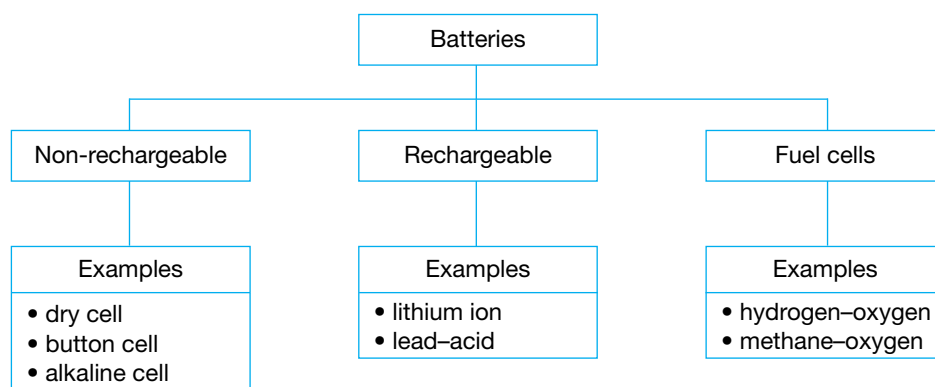 Batteries
Non-rechargeable
Rechargeable
Fuel cells
Examples
• dry cell
• button cell
• alkaline cell
Examples
• lithium ion
• lead–acid
Examples
• hydrogen–oxygen
• methane–oxygen